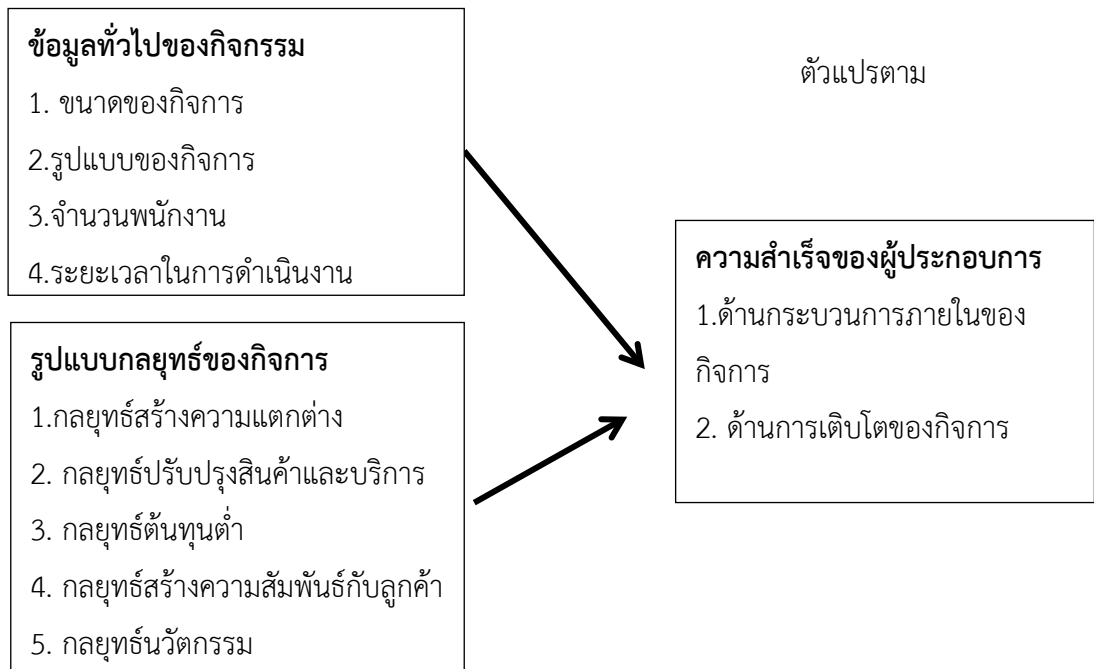 ข้อมูลทั่วไปของกิจกรรม
1. ขนาดของกิจการ
2.รูปแบบของกิจการ
3.จำนวนพนักงาน
4.ระยะเวลาในการดำเนินงาน
รูปแบบกลยุทธ์ของกิจการ
1.กลยุทธ์สร้างความแตกต่าง
2. กลยุทธ์ปรับปรุงสินค้าและบริการ
3. กลยุทธ์ต้นทุนต่ำ
4. กลยุทธ์สร้างความสัมพันธ์กับลูกค้า
5. กลยุทธ์นวัตกรรม
ตัวแปรตาม
ความสำเร็จของผู้ประกอบการ
1.ด้านกระบวนการภายในของ
กิจการ
2. ด้านการเติบโตของกิจการ